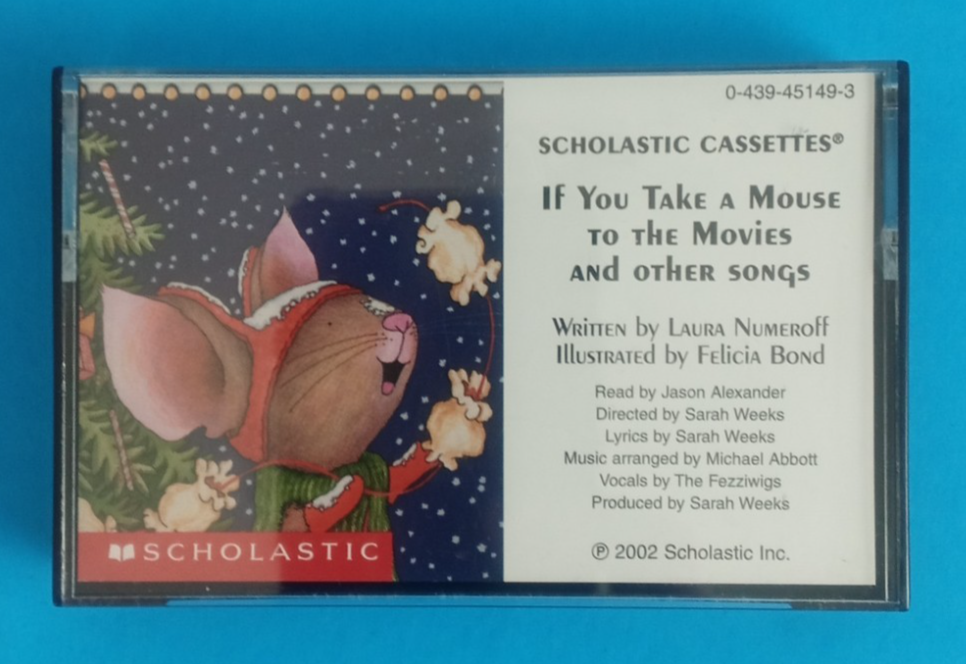 0-439-45149-3
SCHOLASTIC CASSETTES®
If You Take a Mouse
to the Movies
and other songs
Written by Laura Numeroff
Illustrated by Felicia Bond
Read by Jason Alexander
Directed by Sarah Weeks
Lyrics by Sarah Weeks
Music arranged by Michael Abbott
Vocals by The Fezziwigs
Produced by Sarah Weeks
℗ 2002 Scholastic Inc.
SCHOLASTIC